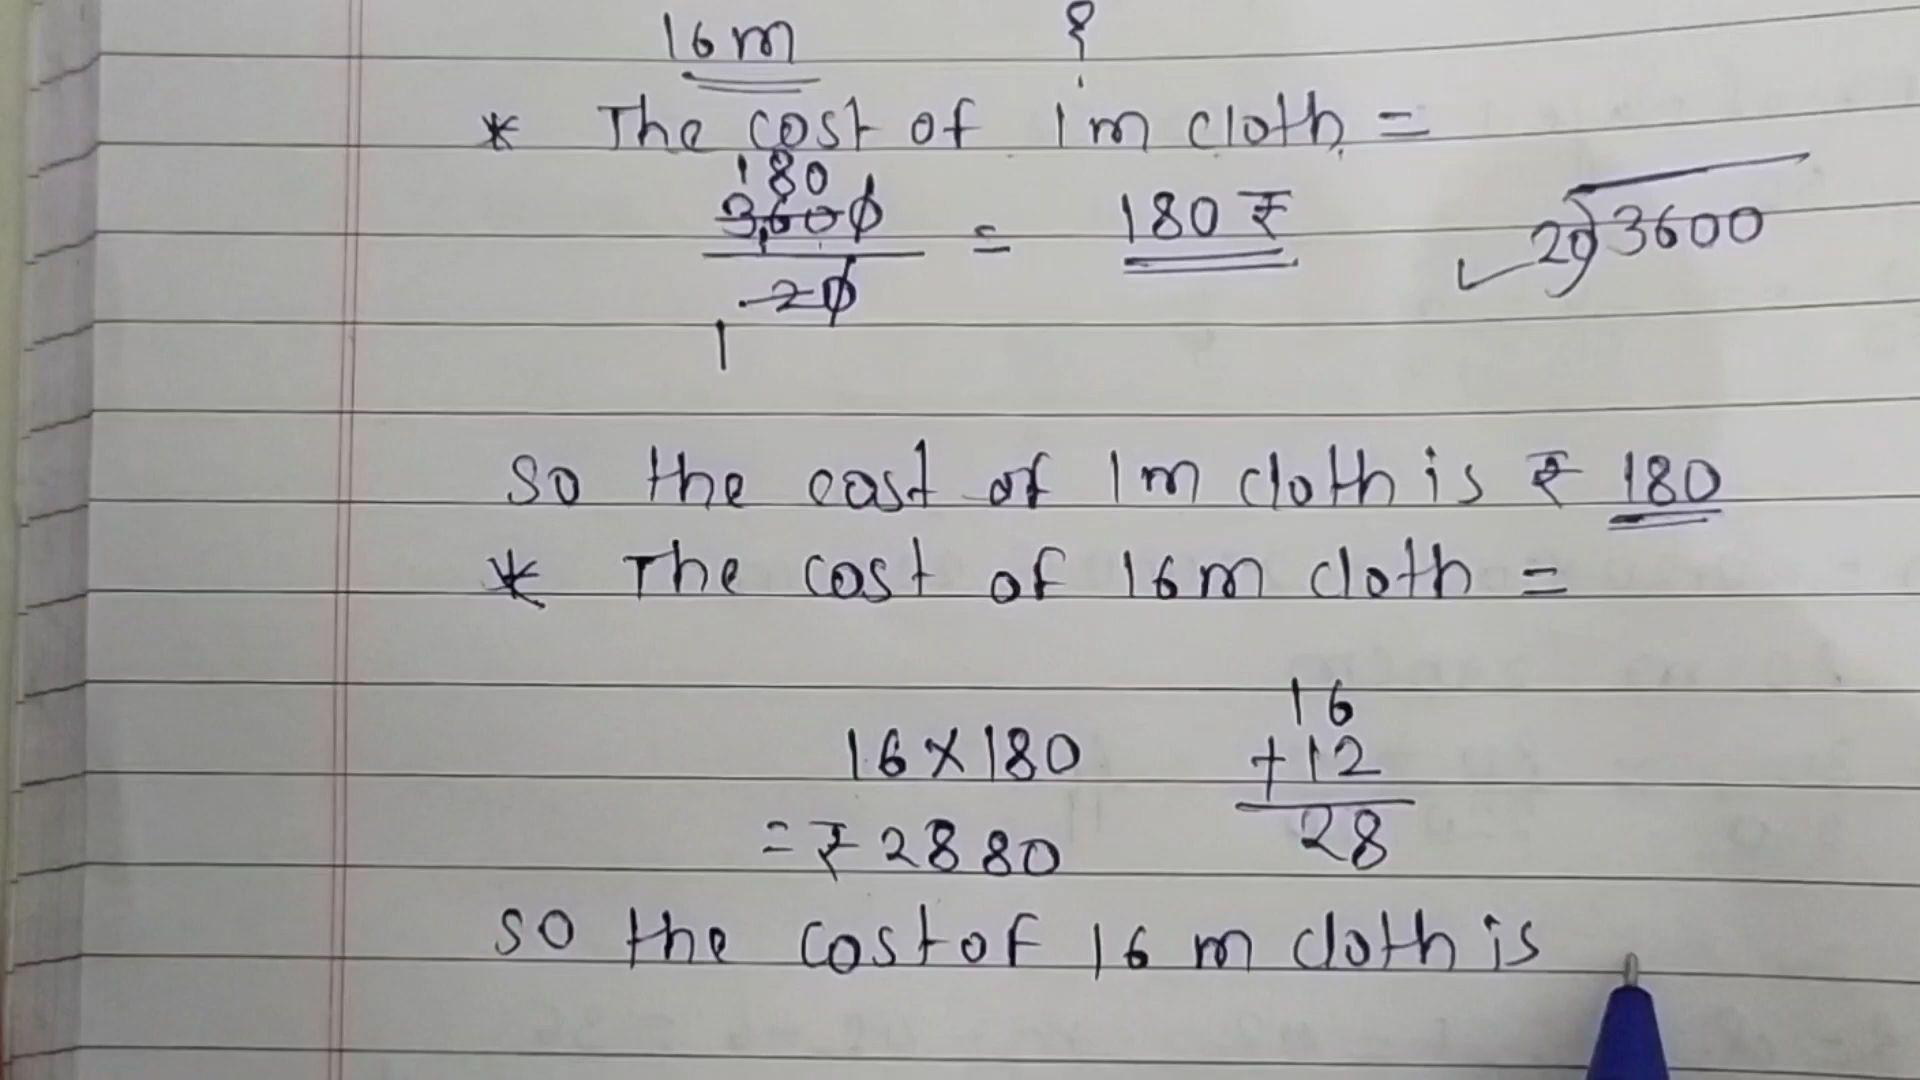 16m ?
* The cost of 1m cloth =
180
3,600 = 180 ₹ 20)3600
20
1
so the cost of 1m cloth is ₹ 180
* The cost of 16m cloth =
16
16×180 +12
=₹2880 28
so the cost of 16 m cloth is